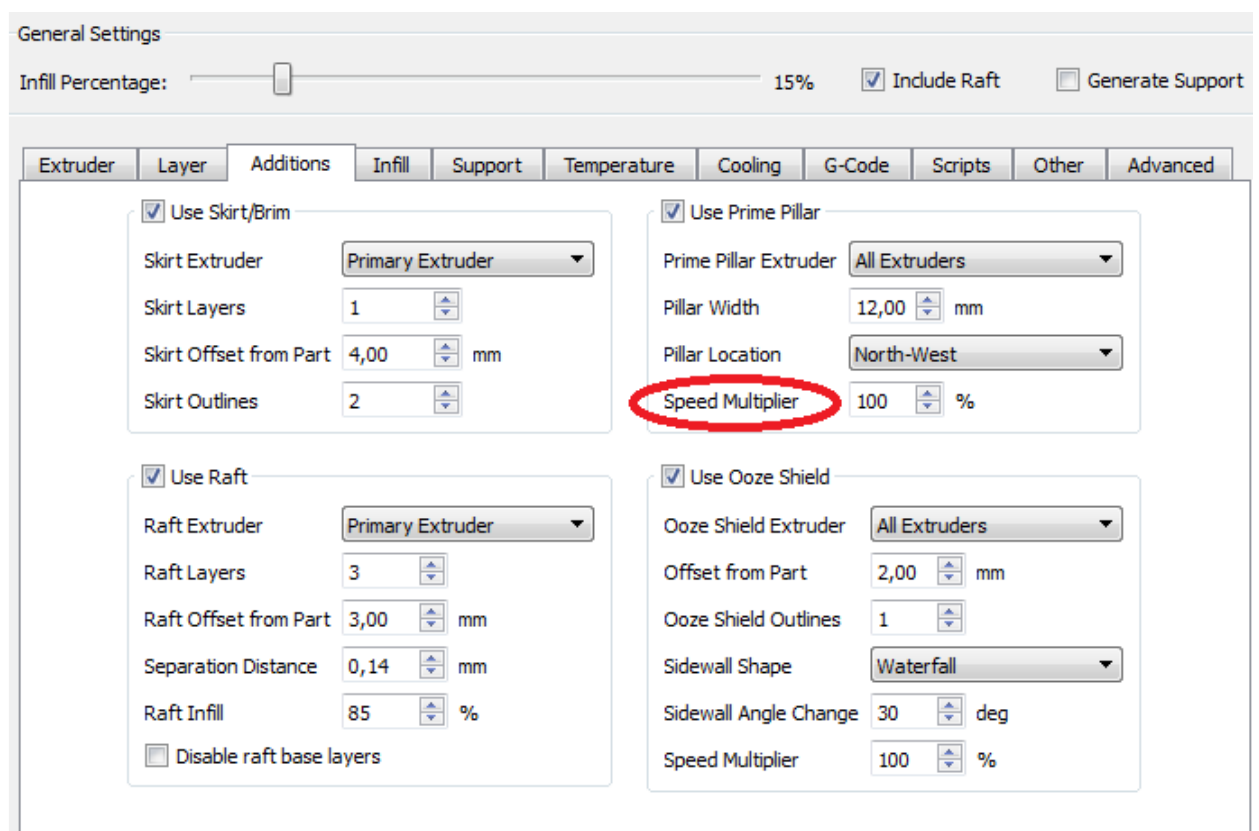 General Settings
Infill Percentage: 15% Include Raft Generate Support
Extruder Layer Additions Infill Support Temperature Cooling G-Code Scripts Other Advanced
Use Skirt/Brim
Skirt Extruder Primary Extruder
Skirt Layers 1
Skirt Offset from Part 4,00 mm
Skirt Outlines 2
Use Prime Pillar
Prime Pillar Extruder All Extruders
Pillar Width 12,00 mm
Pillar Location North-West
Speed Multiplier 100 %
Use Raft
Raft Extruder Primary Extruder
Raft Layers 3
Raft Offset from Part 3,00 mm
Separation Distance 0,14 mm
Raft Infill 85 %
Disable raft base layers
Use Ooze Shield
Ooze Shield Extruder All Extruders
Offset from Part 2,00 mm
Ooze Shield Outlines 1
Sidewall Shape Waterfall
Sidewall Angle Change 30 deg
Speed Multiplier 100 %